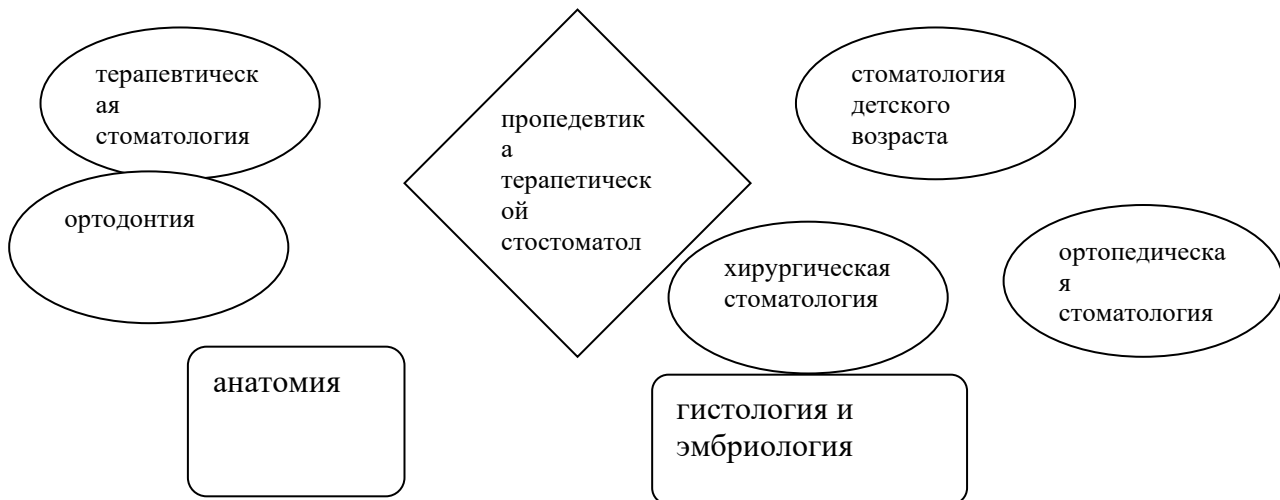 терапевтическ
ая
стоматология
ортодонтия
пропедевтик
а
терапетическ
ой
стостоматол
стоматология
детского
возраста
хирургическая
стоматология
ортопедическа
я
стоматология
анатомия
гистология и
эмбриология